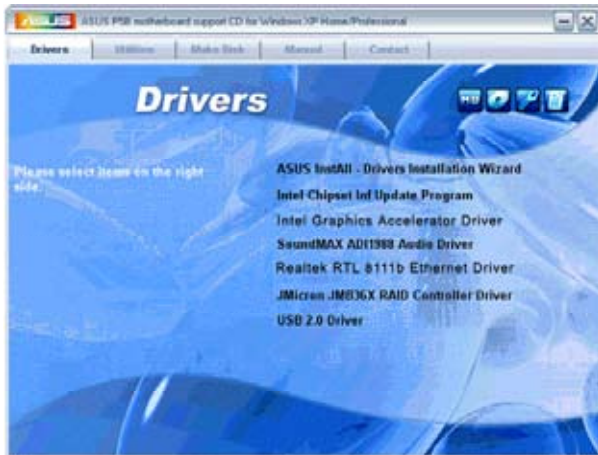 ASUS
ASUS P5B motherboard support CD for Windows XP Home/Professional
Drivers Utilities Make Disk Manual Contact
Drivers
Please select items on the right side.
ASUS InstAll - Drivers Installation Wizard
Intel Chipset Inf Update Program
Intel Graphics Accelerator Driver
SoundMAX ADI1988 Audio Driver
Realtek RTL 8111b Ethernet Driver
JMicron JMB36X RAID Controller Driver
USB 2.0 Driver